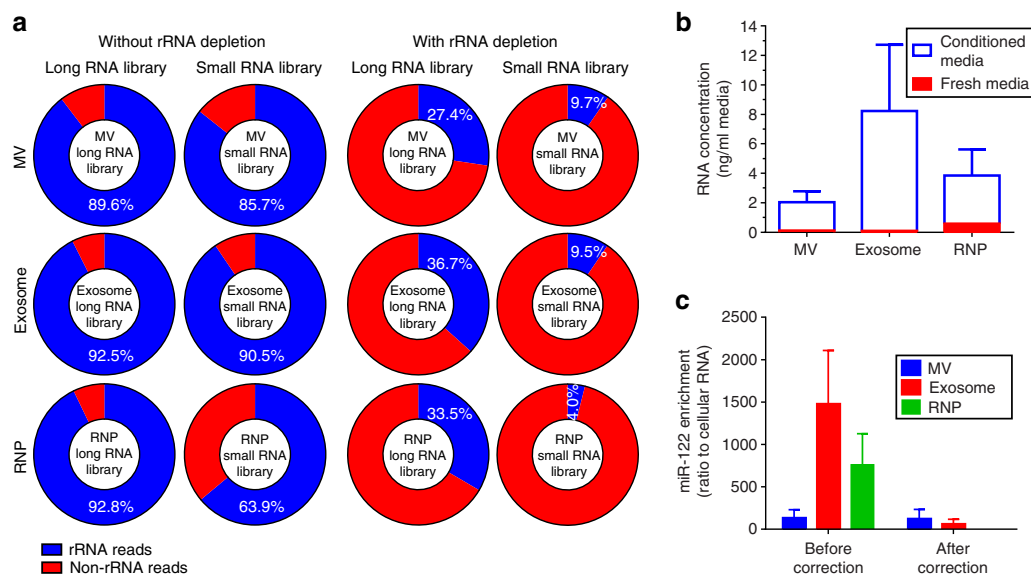 a
Without rRNA depletion
With rRNA depletion
Long RNA library
Small RNA library
Long RNA library
Small RNA library
MV
MV
long RNA
library
89.6%
MV
small RNA
library
85.7%
27.4%
MV
long RNA
library
9.7%
MV
small RNA
library
Exosome
Exosome
long RNA
library
92.5%
Exosome
small RNA
library
90.5%
36.7%
Exosome
long RNA
library
9.5%
Exosome
small RNA
library
RNP
RNP
long RNA
library
92.8%
RNP
small RNA
library
63.9%
33.5%
RNP
long RNA
library
4.0%
RNP
small RNA
library
rRNA reads
Non-rRNA reads
b
RNA concentration
(ng/ml media)
14
12
10
8
6
4
2
0
Conditioned
media
Fresh media
MV
Exosome
RNP
c
miR-122 enrichment
(ratio to cellular RNA)
2500
2000
1500
1000
500
0
MV
Exosome
RNP
Before
correction
After
correction